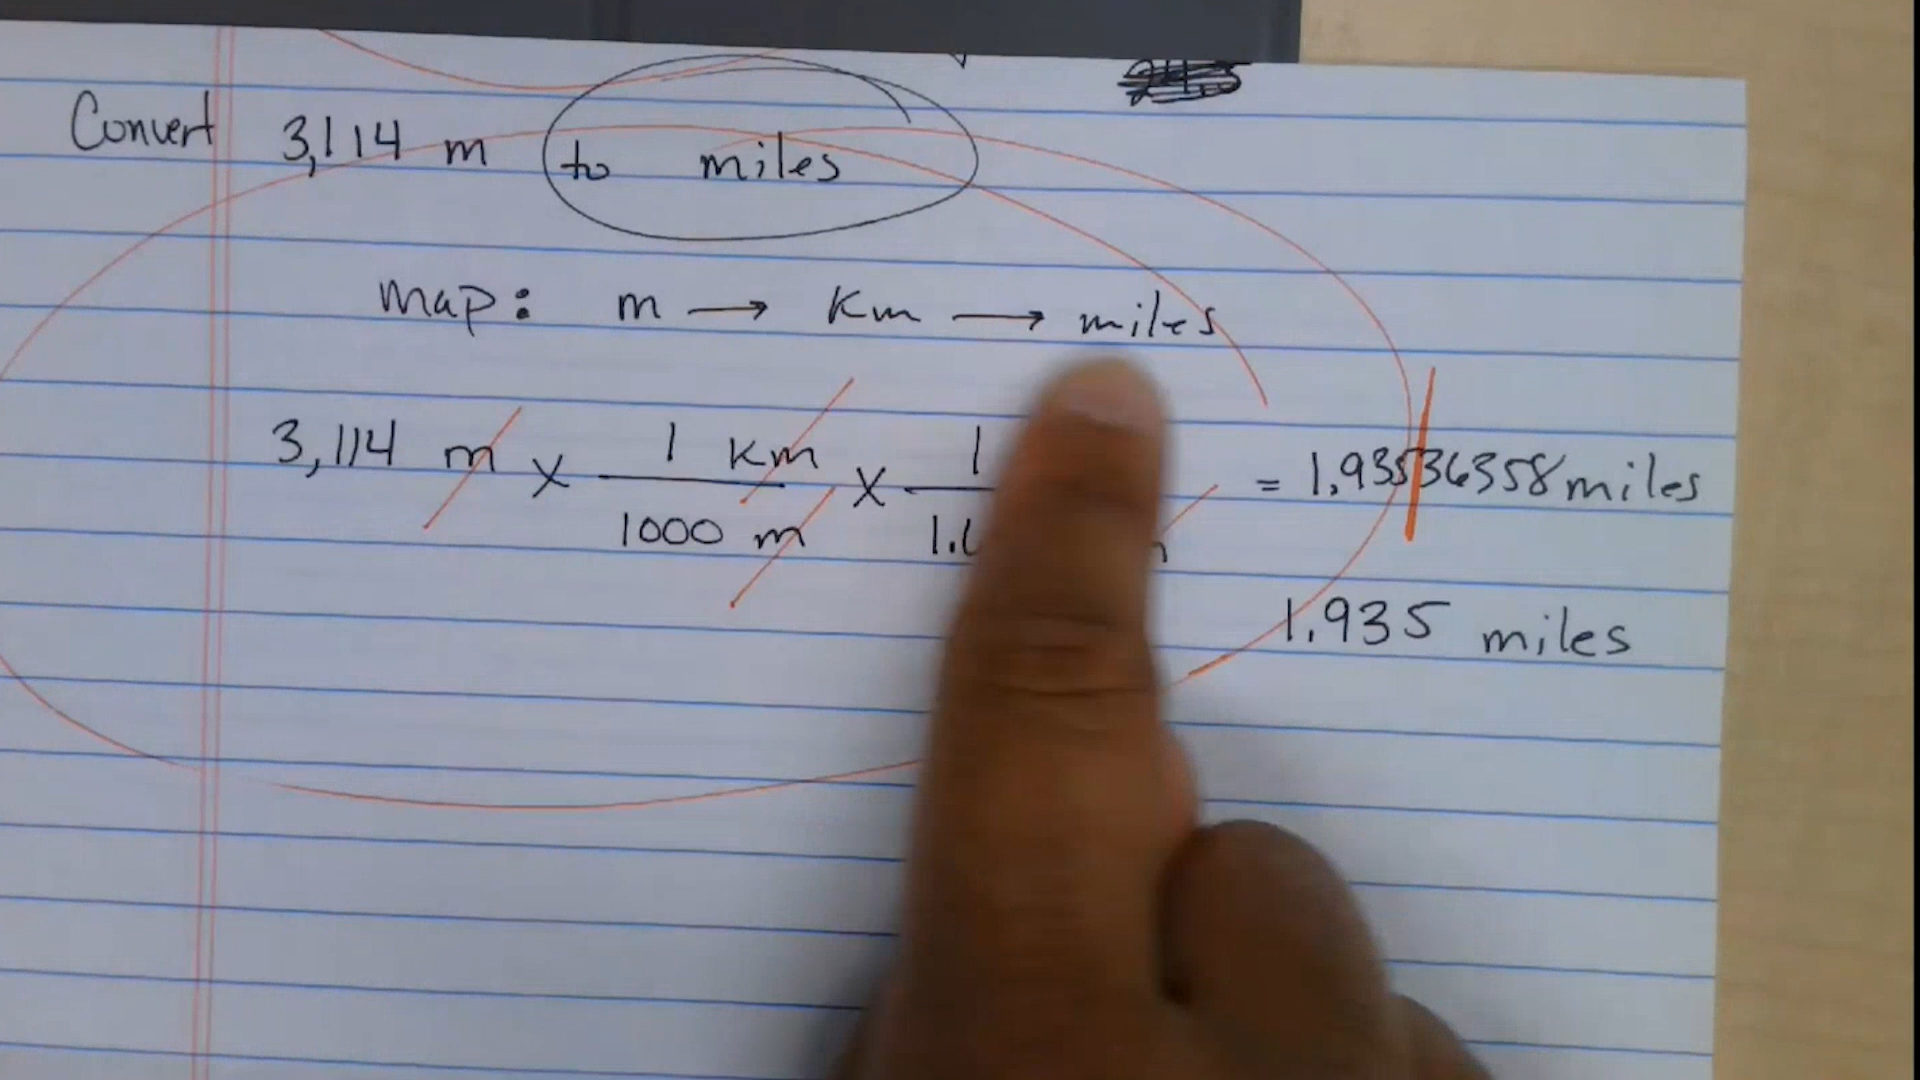 Convert 3,114 m to miles
map: m → Km → miles
3,114 m x 1 Km x 1 = 1.93536358 miles
1000 m 1.
1.935 miles